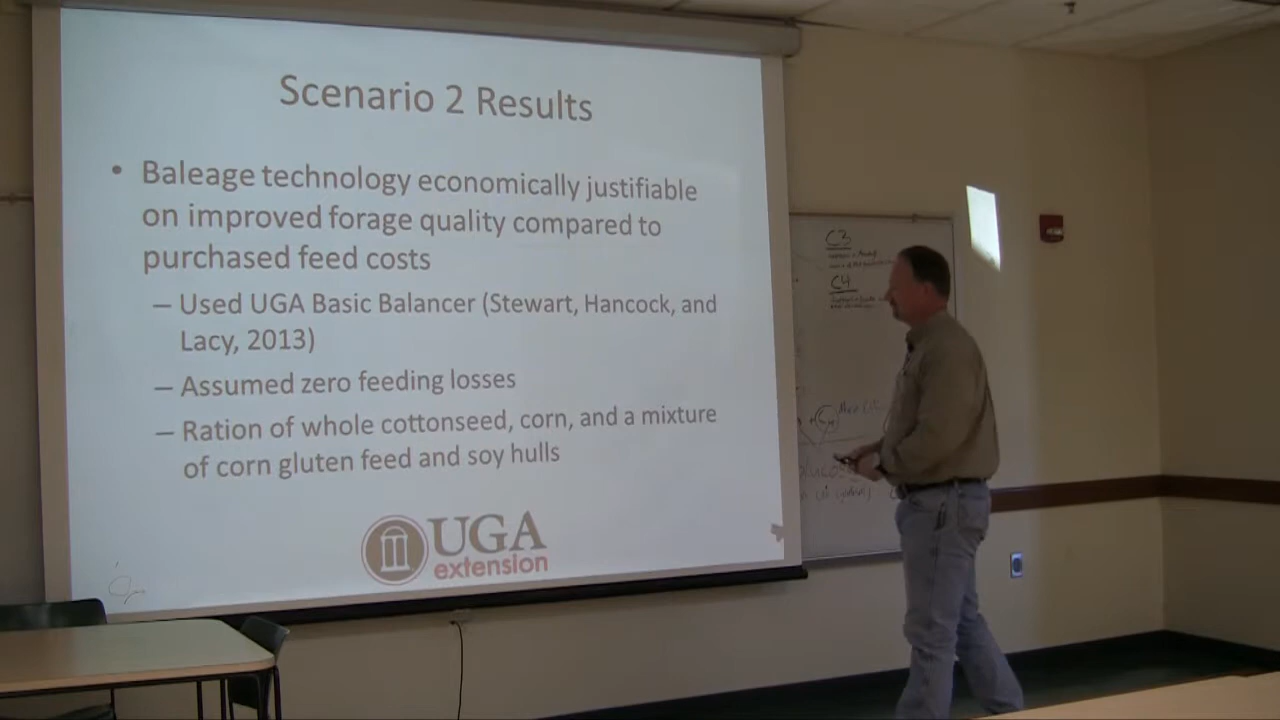 Scenario 2 Results
• Baleage technology economically justifiable
on improved forage quality compared to
purchased feed costs
– Used UGA Basic Balancer (Stewart, Hancock, and
Lacy, 2013)
– Assumed zero feeding losses
– Ration of whole cottonseed, corn, and a mixture
of corn gluten feed and soy hulls
UGA
extension
C3
C4